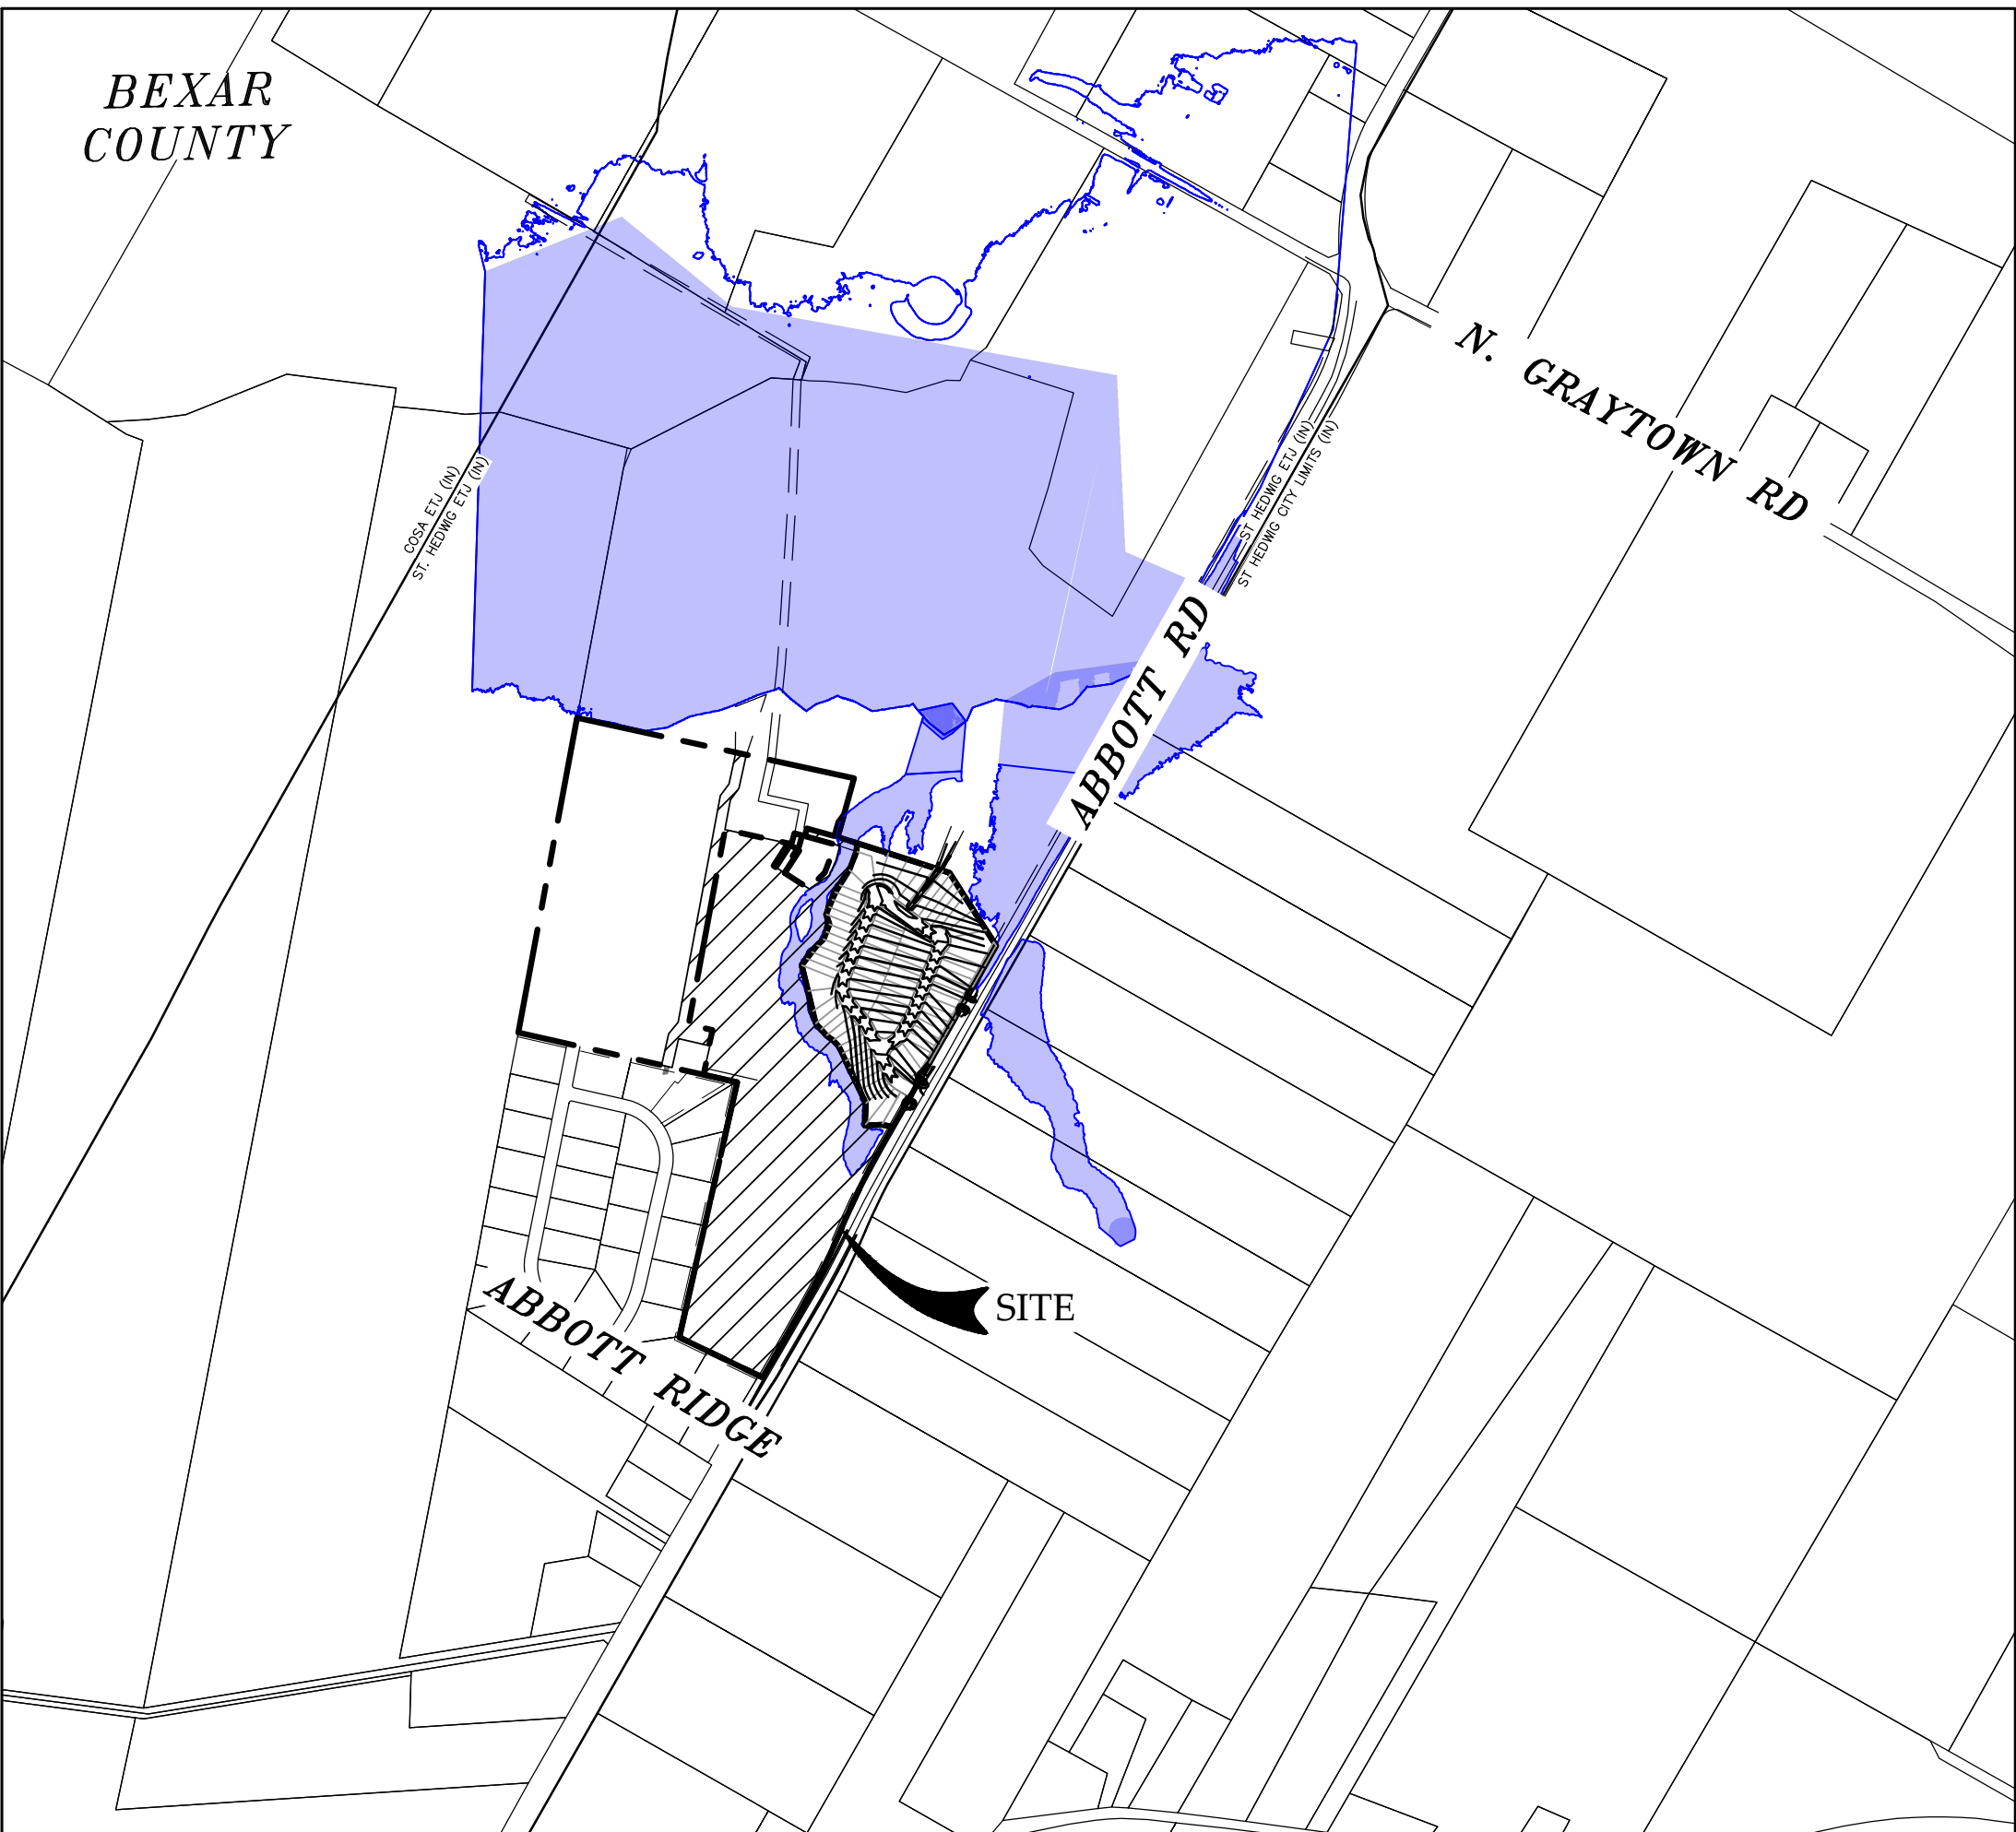 BEXAR
COUNTY
N. GRAYTOWN RD
COSA ETJ (IN)
ST. HEDWIG ETJ (IN)
ST HEDWIG ETJ (IN)
ST HEDWIG CITY LIMITS (IN)
ABBOTT RD
SITE
ABBOTT RIDGE